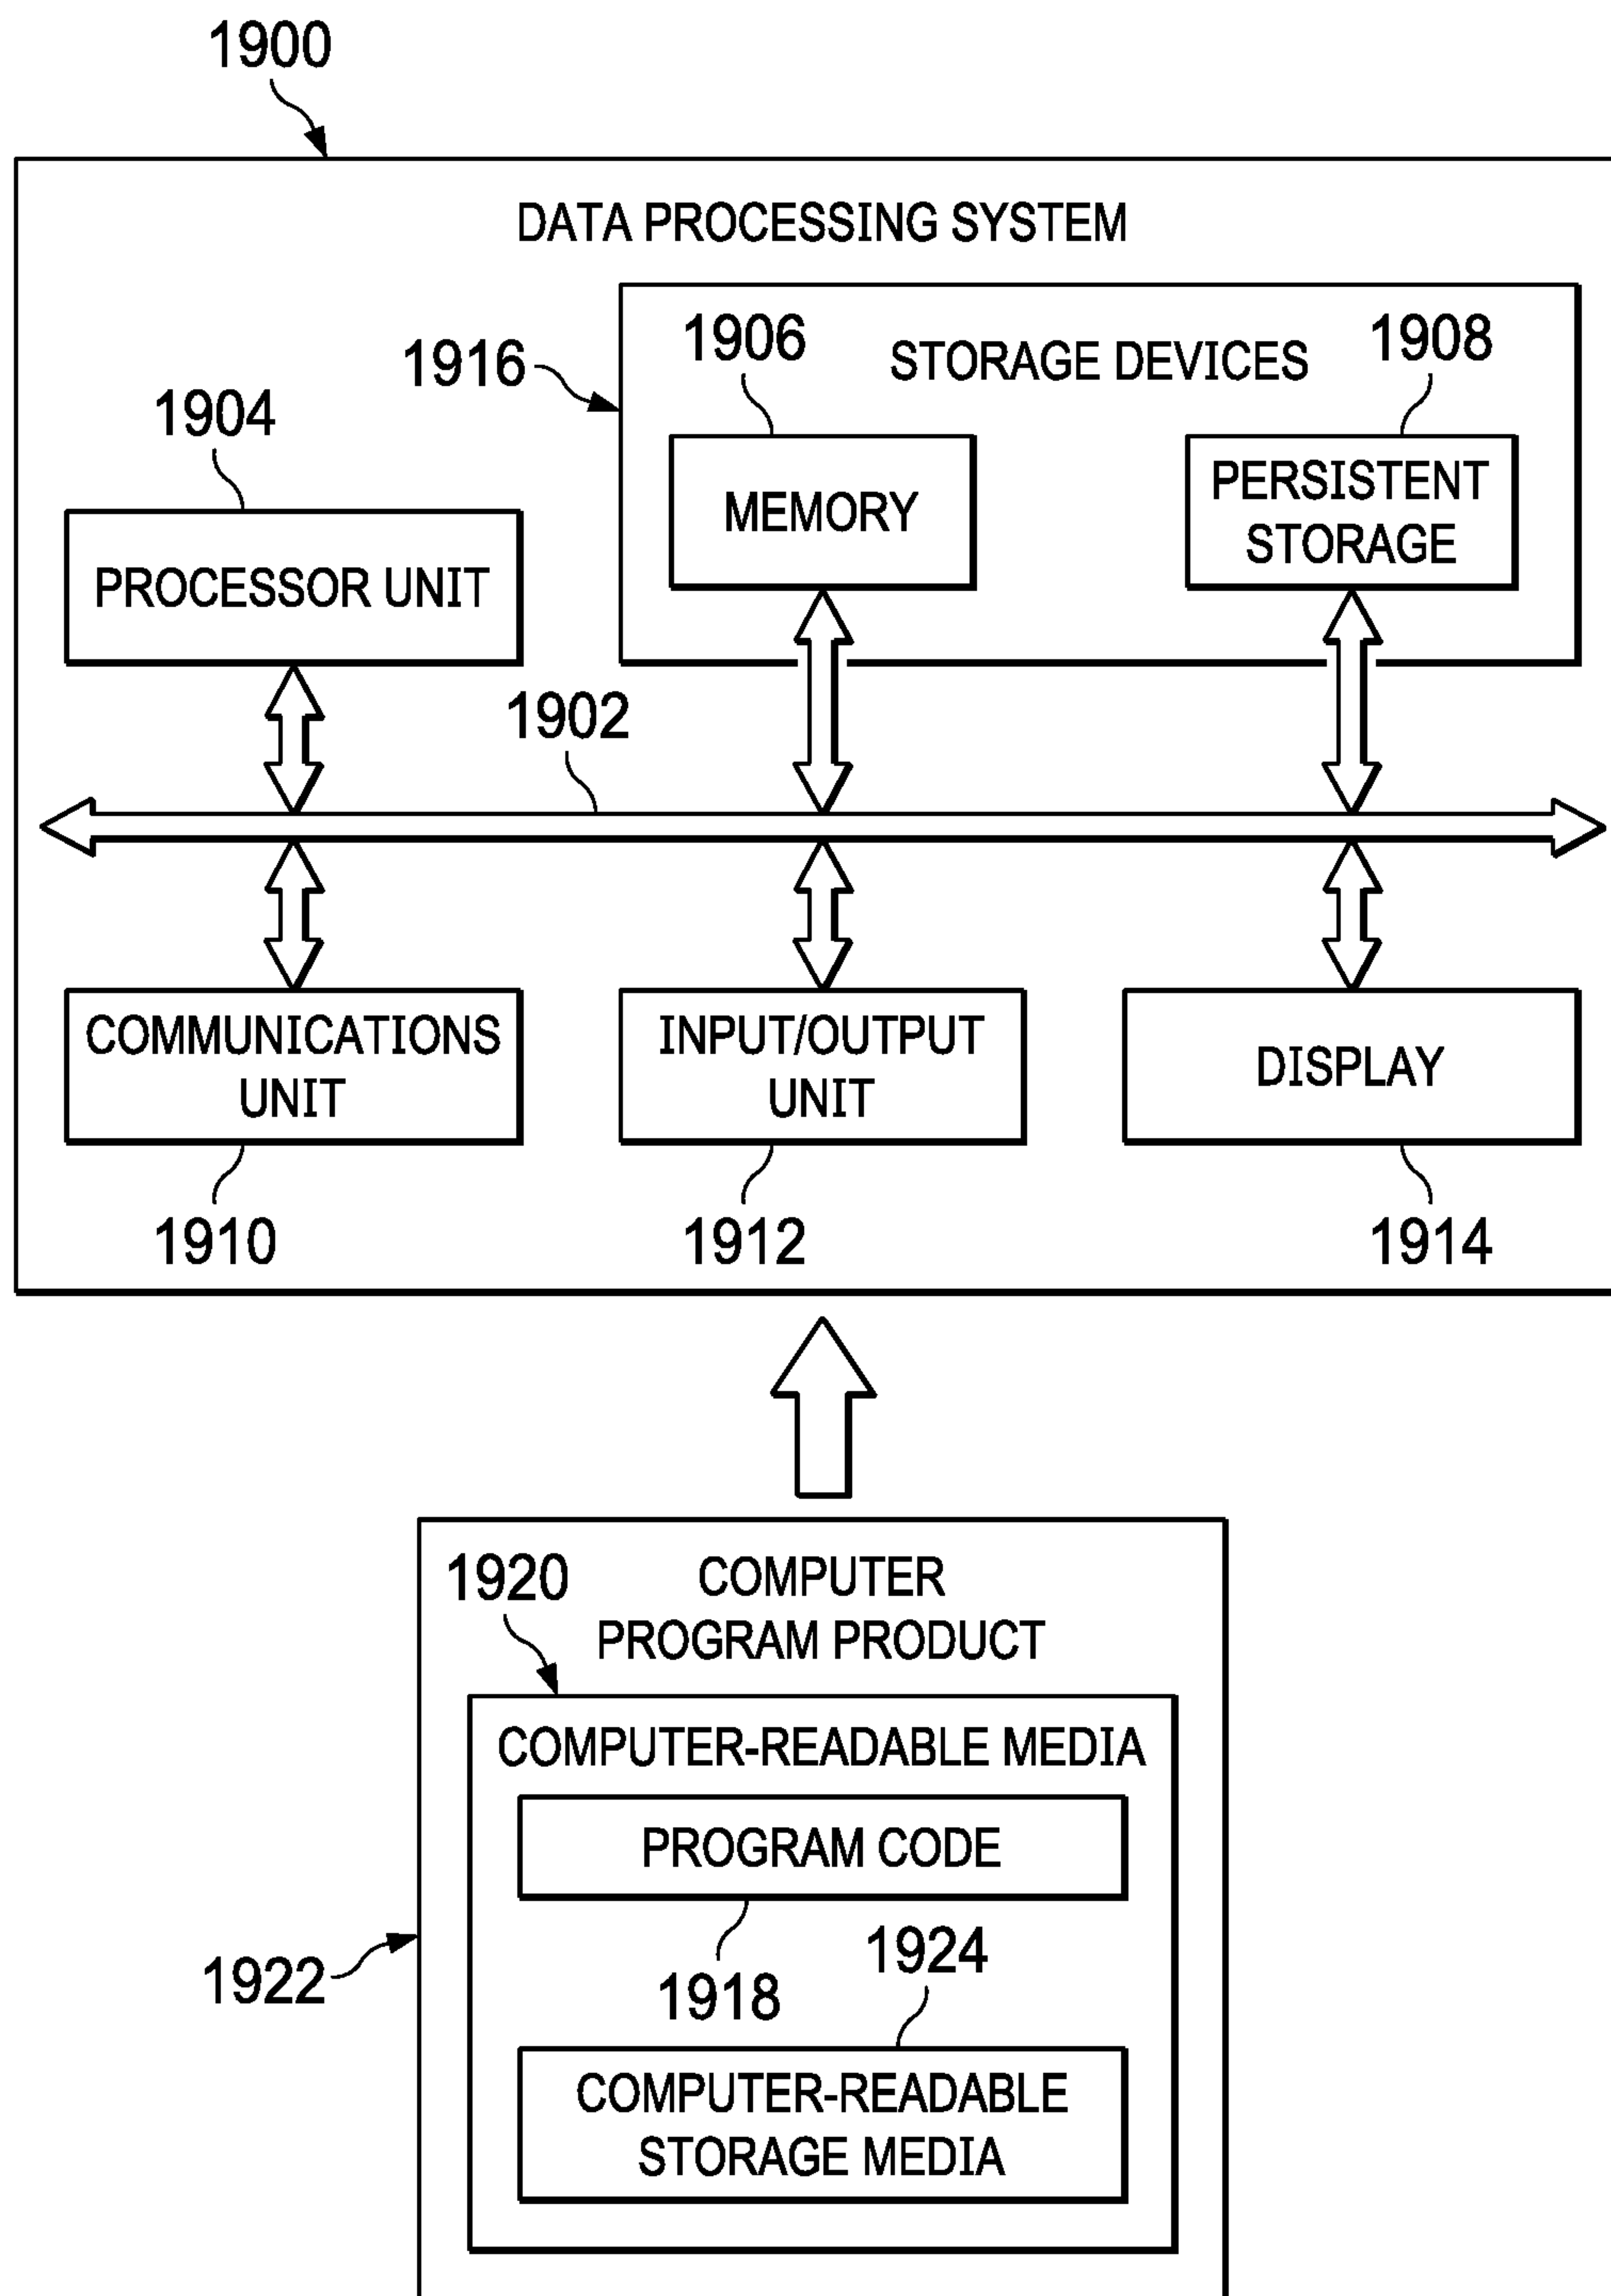 1900
DATA PROCESSING SYSTEM
1916
1906
STORAGE DEVICES
1908
1904
MEMORY
PERSISTENT
STORAGE
PROCESSOR UNIT
1902
COMMUNICATIONS
UNIT
INPUT/OUTPUT
UNIT
DISPLAY
1910
1912
1914
1920
COMPUTER
PROGRAM PRODUCT
COMPUTER-READABLE MEDIA
PROGRAM CODE
1922
1918
1924
COMPUTER-READABLE
STORAGE MEDIA